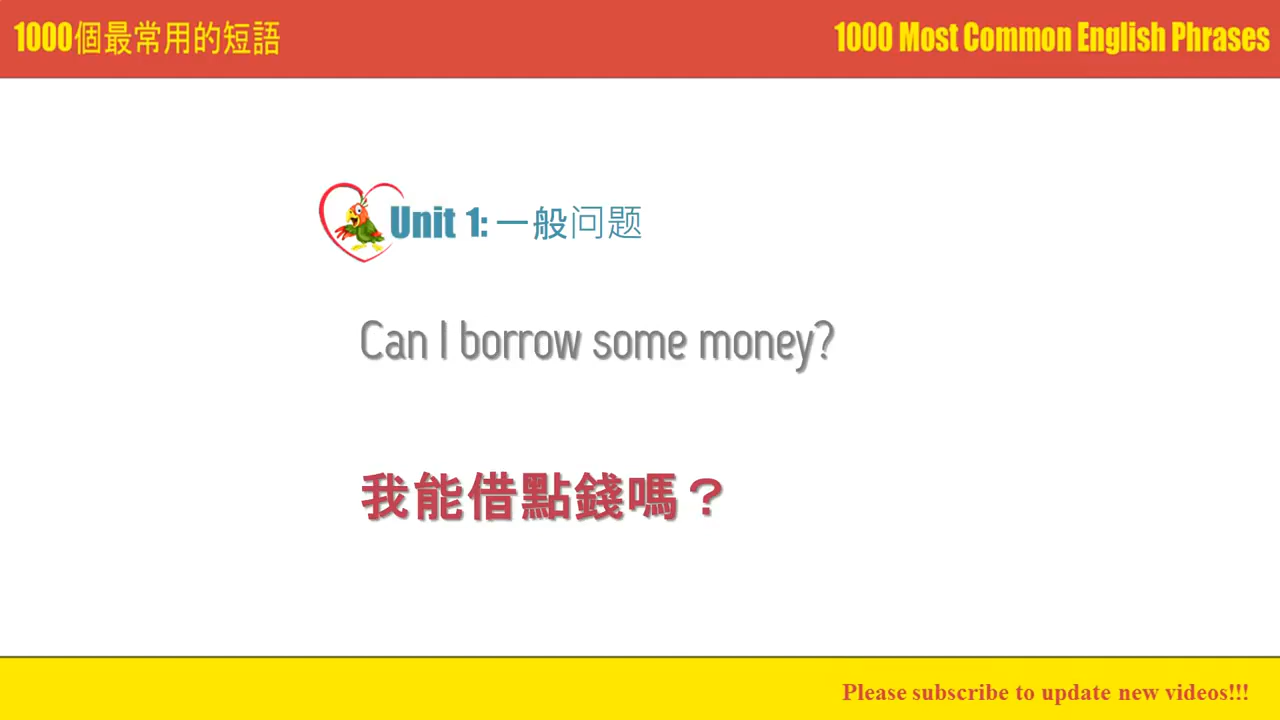 1000個最常用的短語
1000 Most Common English Phrases
Unit 1: 一般问题
Can I borrow some money?
我能借點錢嗎？
Please subscribe to update new videos!!!